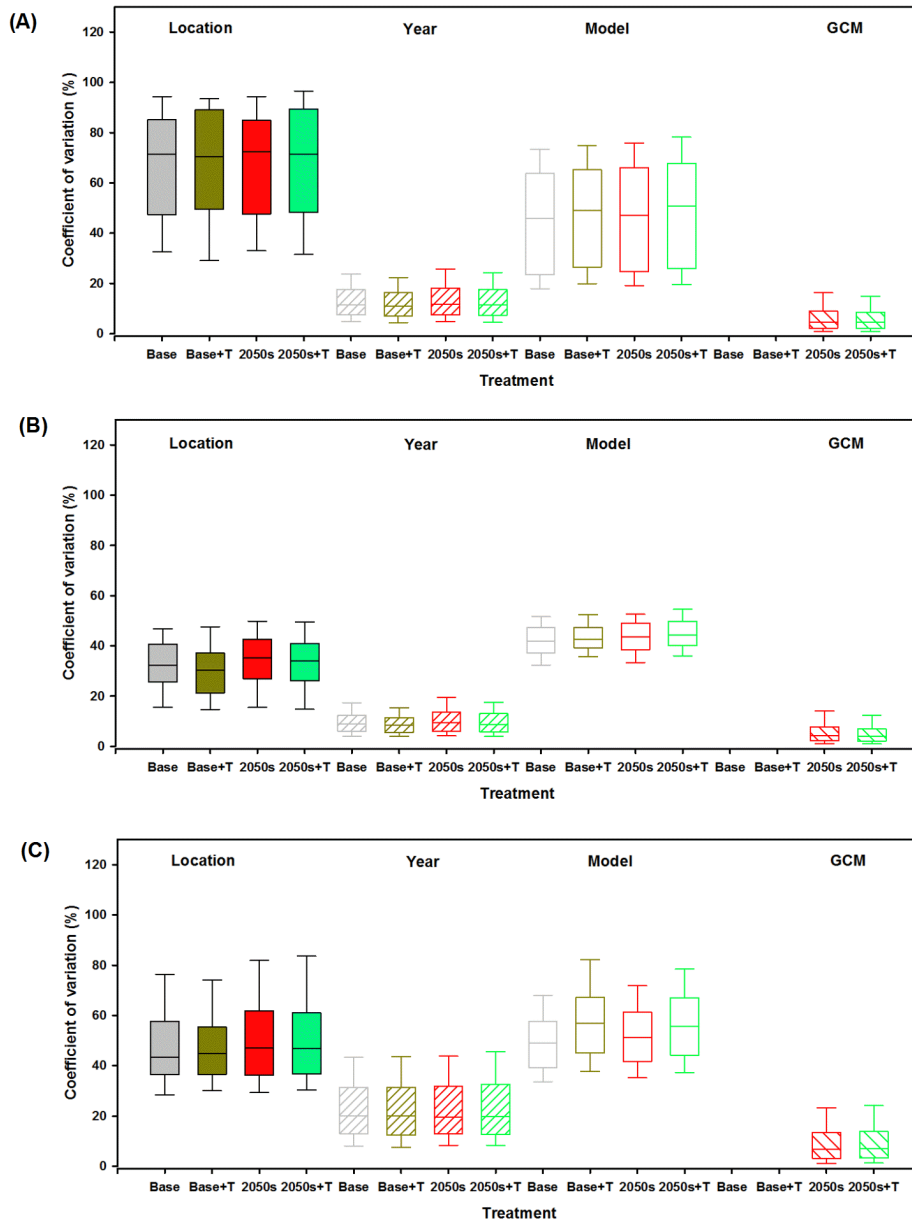 (A)
Location Year Model GCM
Coefficient of variation (%)
120
100
80
60
40
20
0
Base Base+T 2050s 2050s+T Base Base+T 2050s 2050s+T Base Base+T 2050s 2050s+T Base Base+T 2050s 2050s+T
Treatment
(B)
Location Year Model GCM
Coefficient of variation (%)
120
100
80
60
40
20
0
Base Base+T 2050s 2050s+T Base Base+T 2050s 2050s+T Base Base+T 2050s 2050s+T Base Base+T 2050s 2050s+T
Treatment
(C)
Location Year Model GCM
Coefficient of variation (%)
120
100
80
60
40
20
0
Base Base+T 2050s 2050s+T Base Base+T 2050s 2050s+T Base Base+T 2050s 2050s+T Base Base+T 2050s 2050s+T
Treatment